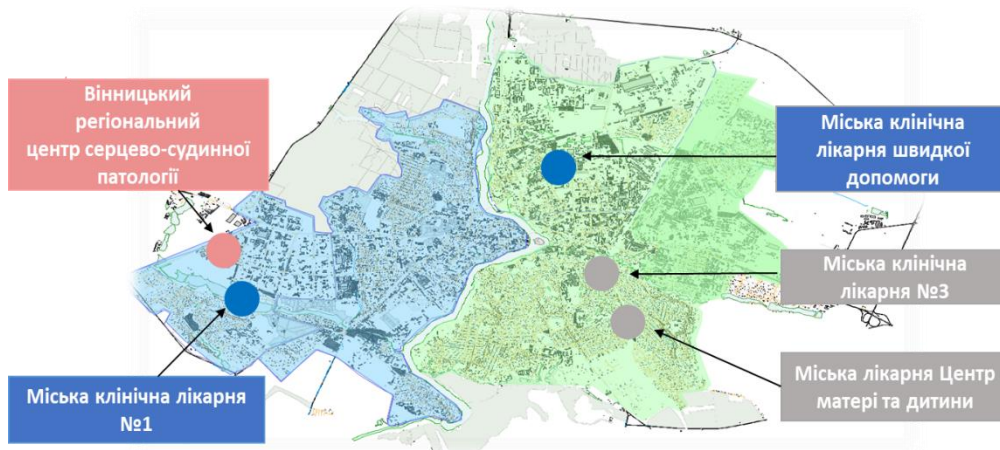 Вінницький
регіональний
центр серцево-судинної
патології
Міська клінічна
лікарня швидкої
допомоги
Міська клінічна
лікарня №3
Міська клінічна лікарня
№1
Міська лікарня Центр
матері та дитини